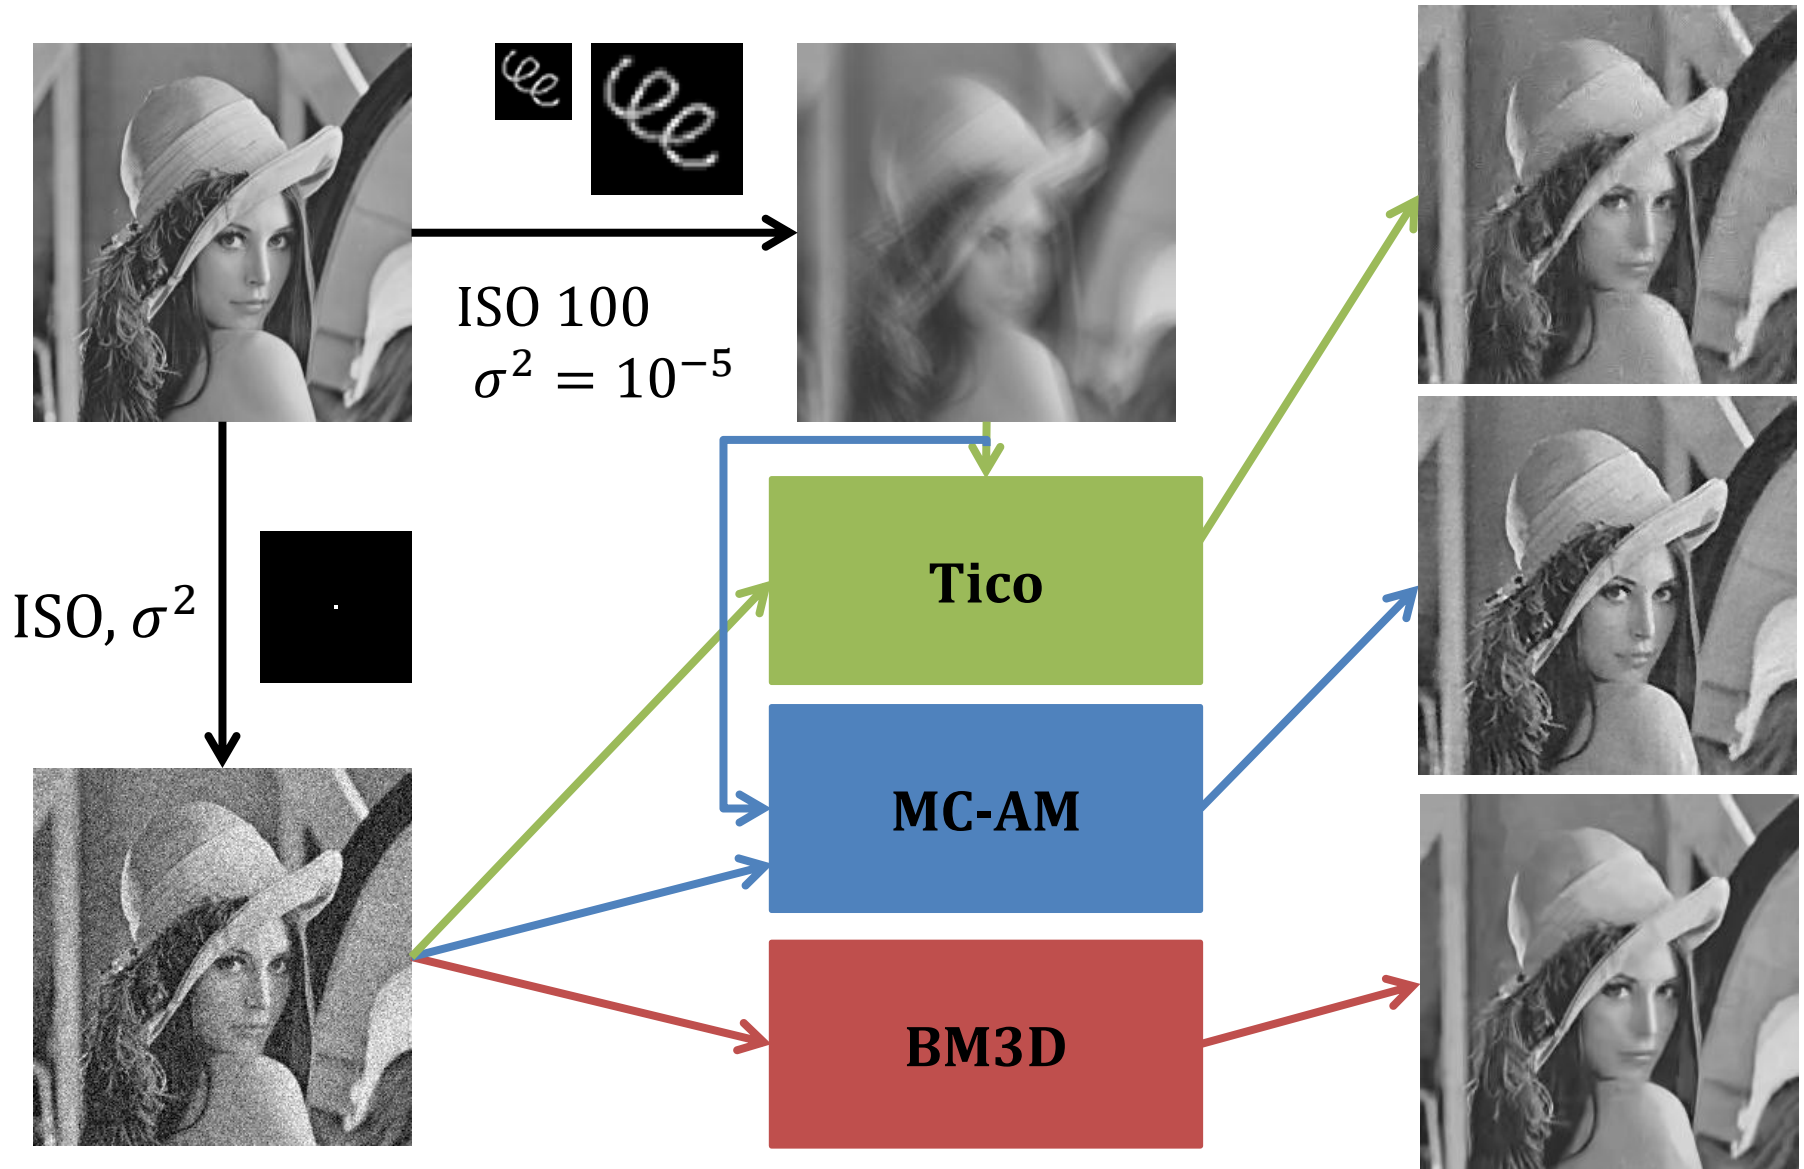 ISO 100
σ² = 10⁻⁵
ISO, σ²
Tico
MC-AM
BM3D